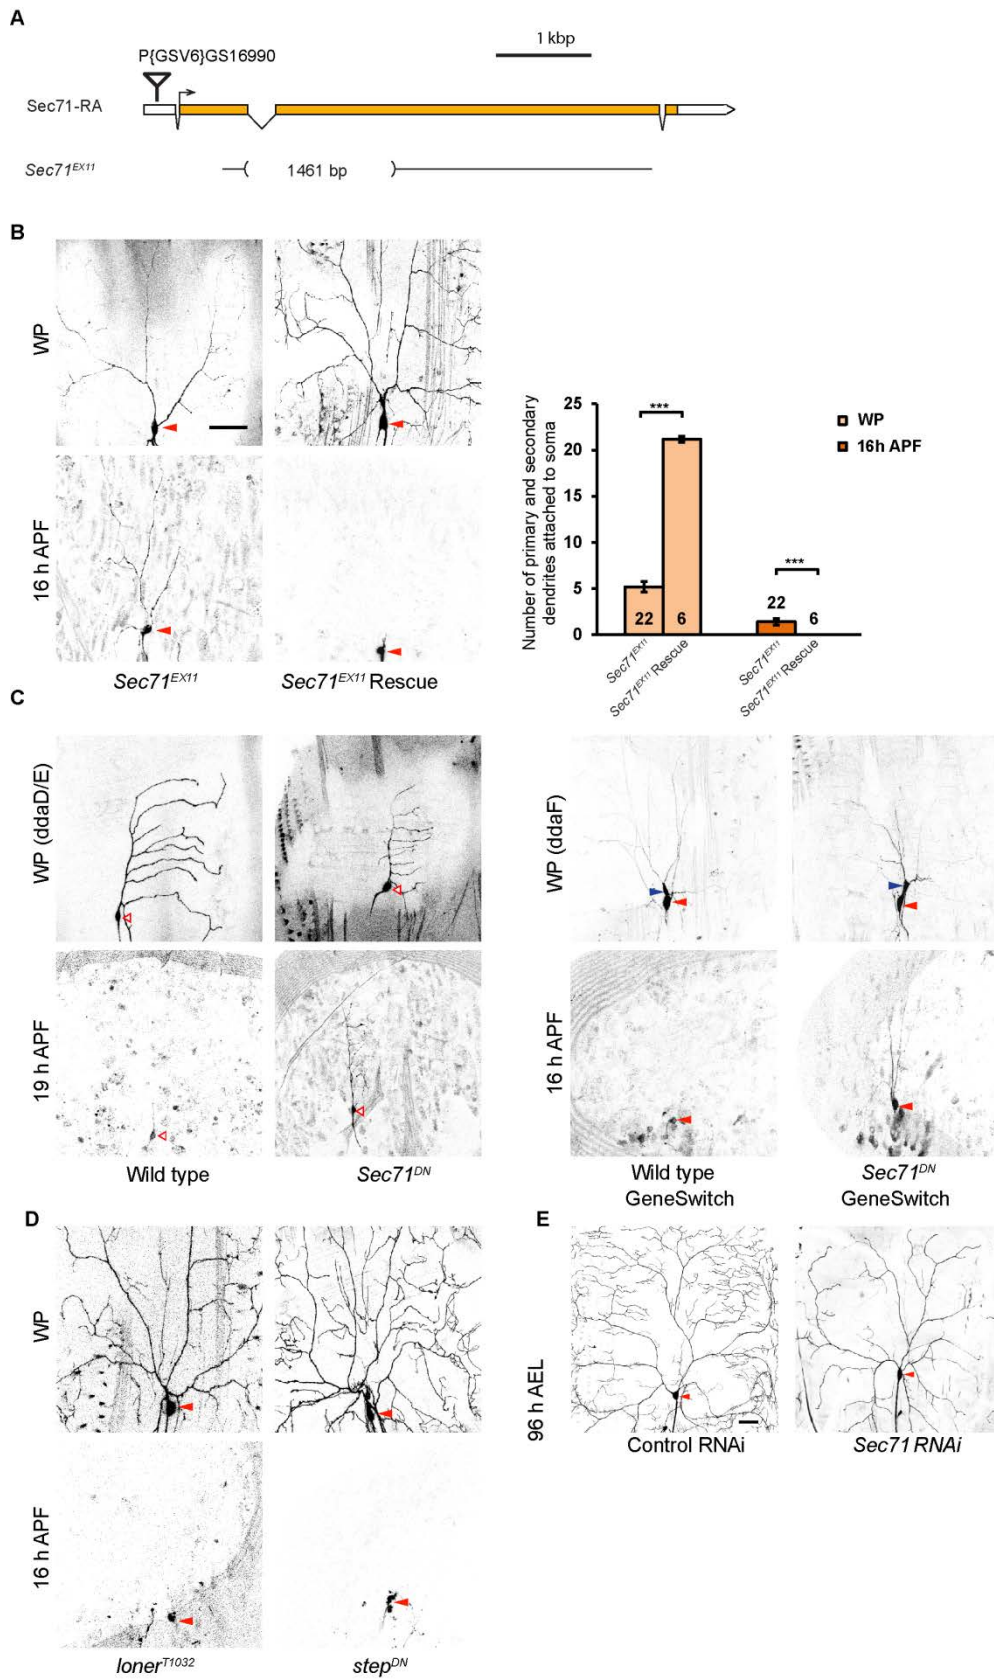 A
P{GSV6}GS16990
1 kbp
Sec71-RA
Sec71EX11
1461 bp
B
WP
16h APF
Sec71EX11
Sec71EX11 Rescue
Number of primary and secondary
dendrites attached to soma
25
20
15
10
5
0
***
***
22
6
22
6
WP
16h APF
Sec71EX11
Sec71EX11 Rescue
Sec71EX11
Sec71EX11 Rescue
C
WP (ddaD/E)
19 h APF
Wild type
Sec71DN
WP (ddaF)
16 h APF
Wild type
GeneSwitch
Sec71DN
GeneSwitch
D
WP
16 h APF
lonerT1032
stepDN
E
96 h AEL
Control RNAi
Sec71 RNAi